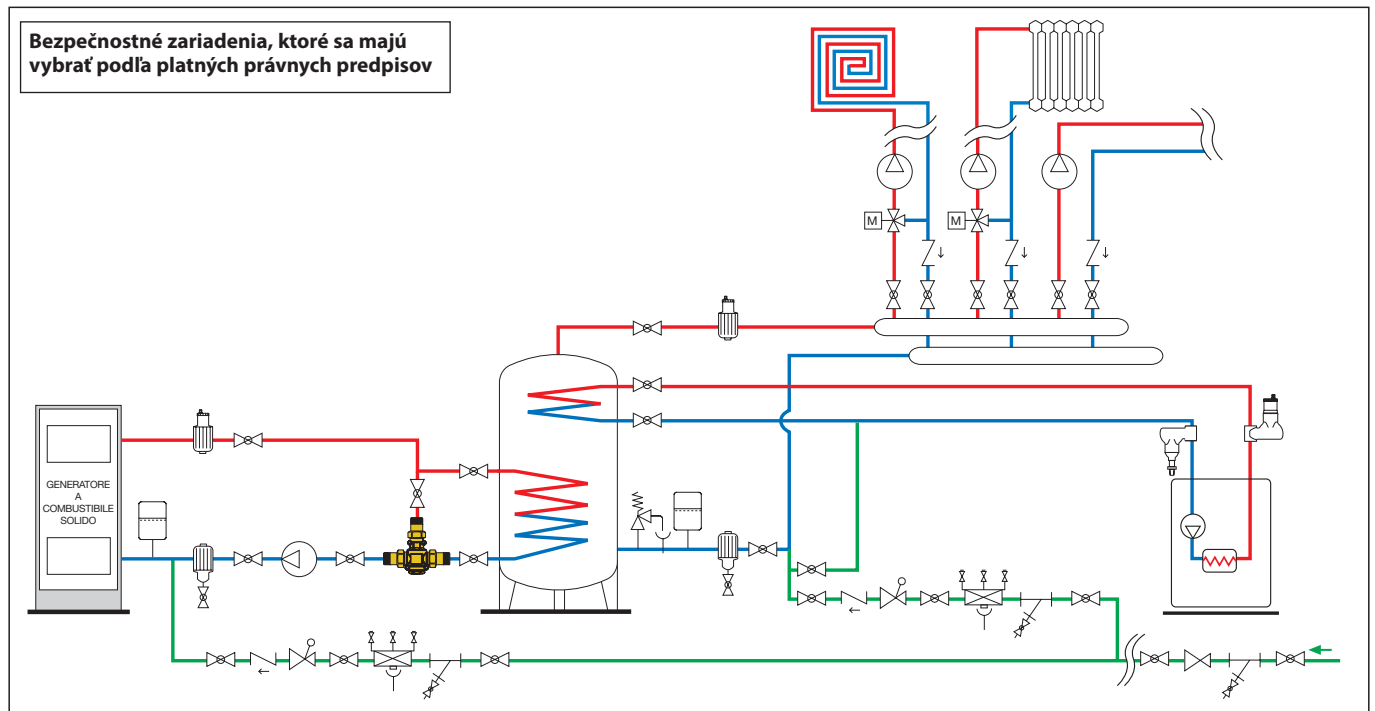 Bezpečnostné zariadenia, ktoré sa majú
vybrať podľa platných právnych predpisov
M
M
GENERATORE
A
COMBUSTIBILE
SOLIDO